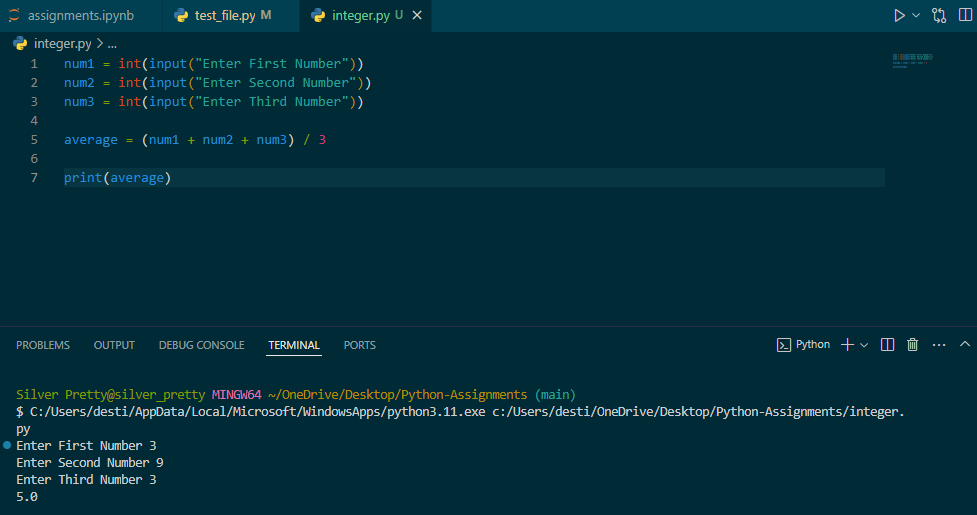 assignments.ipynb test_file.py M integer.py U
integer.py > ...
1 num1 = int(input("Enter First Number"))
2 num2 = int(input("Enter Second Number"))
3 num3 = int(input("Enter Third Number"))
4
5 average = (num1 + num2 + num3) / 3
6
7 print(average)
PROBLEMS OUTPUT DEBUG CONSOLE TERMINAL PORTS Python
Silver Pretty@silver_pretty MINGW64 ~/OneDrive/Desktop/Python-Assignments (main)
$ C:/Users/desti/AppData/Local/Microsoft/WindowsApps/python3.11.exe c:/Users/desti/OneDrive/Desktop/Python-Assignments/integer.
py
Enter First Number 3
Enter Second Number 9
Enter Third Number 3
5.0